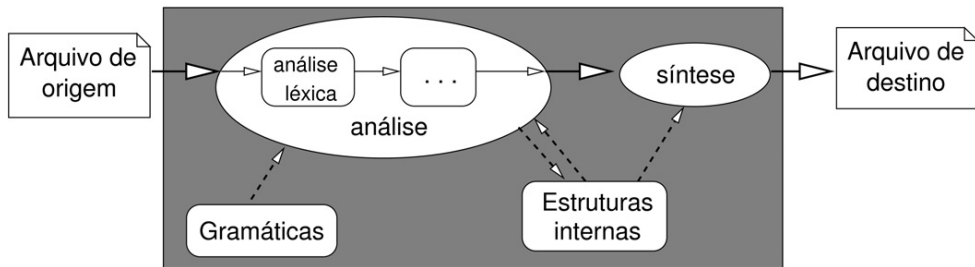 Arquivo de
origem
análise
léxica
. . .
análise
síntese
Arquivo de
destino
Gramáticas
Estruturas
internas